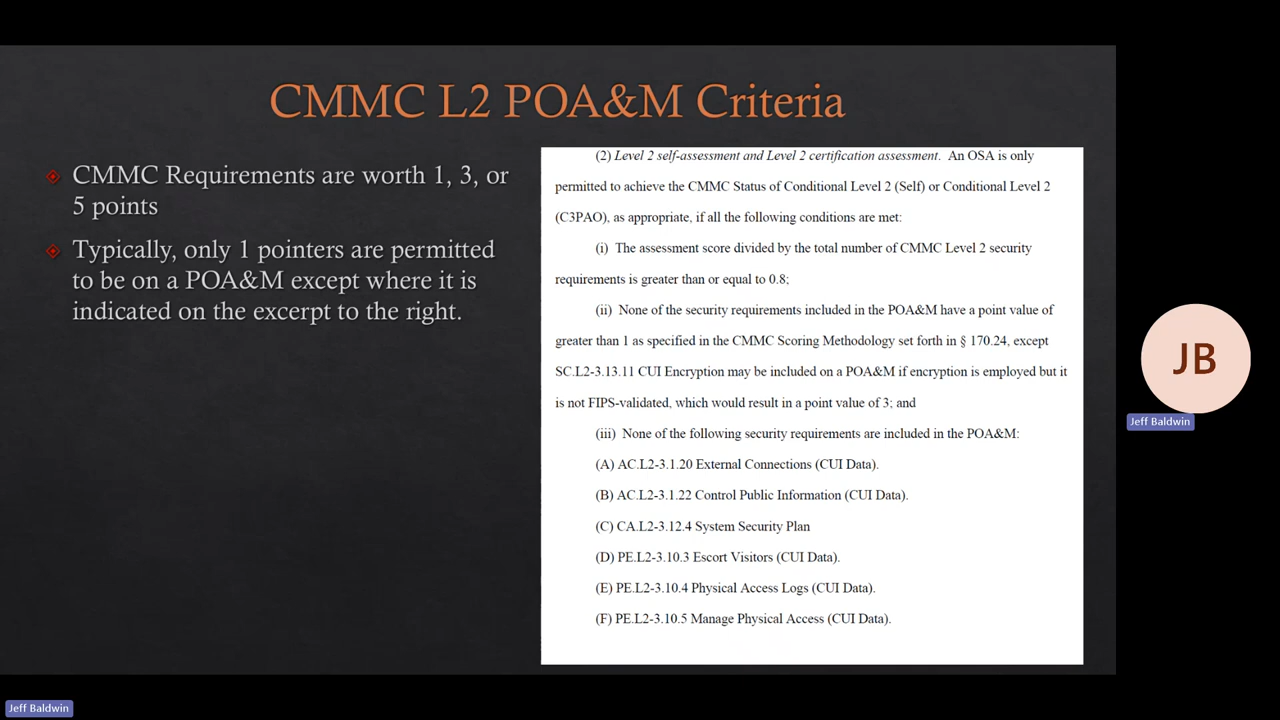 CMMC L2 POA&M Criteria
CMMC Requirements are worth 1, 3, or
5 points
Typically, only 1 pointers are permitted
to be on a POA&M except where it is
indicated on the excerpt to the right.
(2) Level 2 self-assessment and Level 2 certification assessment. An OSA is only
permitted to achieve the CMMC Status of Conditional Level 2 (Self) or Conditional Level 2
(C3PAO), as appropriate, if all the following conditions are met:
(i) The assessment score divided by the total number of CMMC Level 2 security
requirements is greater than or equal to 0.8;
(ii) None of the security requirements included in the POA&M have a point value of
greater than 1 as specified in the CMMC Scoring Methodology set forth in § 170.24, except
SC.L2-3.13.11 CUI Encryption may be included on a POA&M if encryption is employed but it
is not FIPS-validated, which would result in a point value of 3; and
(iii) None of the following security requirements are included in the POA&M:
(A) AC.L2-3.1.20 External Connections (CUI Data).
(B) AC.L2-3.1.22 Control Public Information (CUI Data).
(C) CA.L2-3.12.4 System Security Plan
(D) PE.L2-3.10.3 Escort Visitors (CUI Data).
(E) PE.L2-3.10.4 Physical Access Logs (CUI Data).
(F) PE.L2-3.10.5 Manage Physical Access (CUI Data).
JB
Jeff Baldwin
Jeff Baldwin